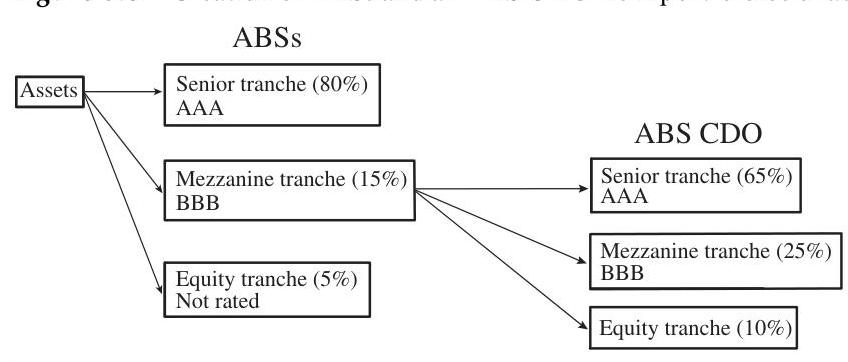 ABSs
Assets
Senior tranche (80%)
AAA
Mezzanine tranche (15%)
BBB
Equity tranche (5%)
Not rated
ABS CDO
Senior tranche (65%)
AAA
Mezzanine tranche (25%)
BBB
Equity tranche (10%)